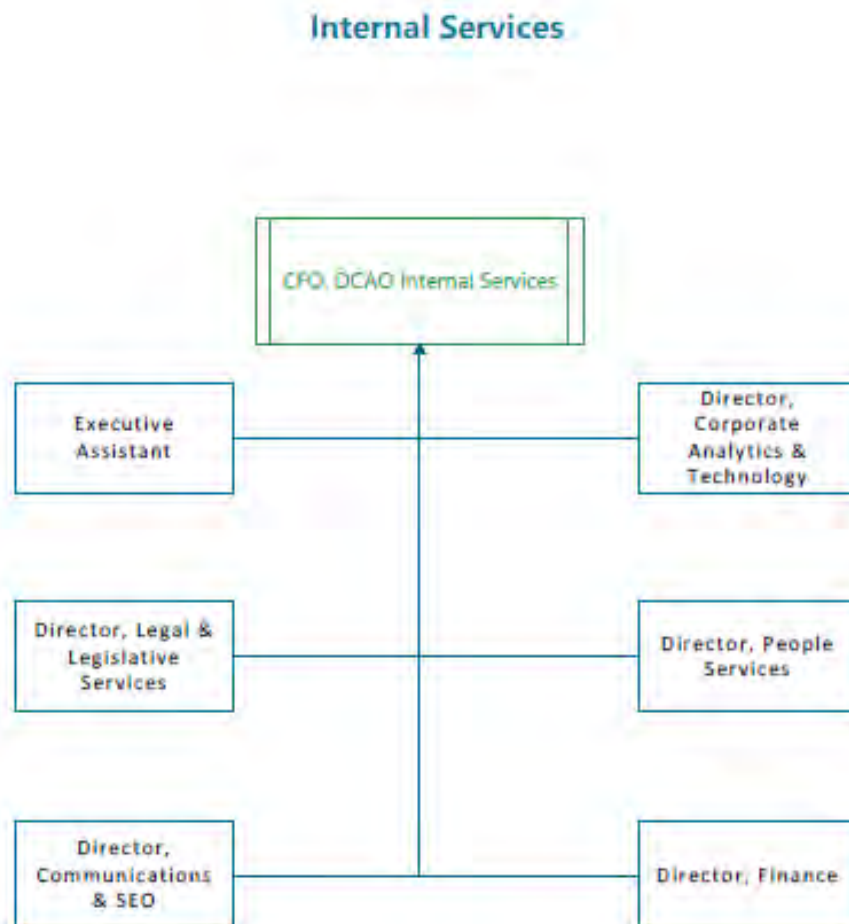 Internal Services
CFO, DCAO Internal Services
Executive
Assistant
Director,
Corporate
Analytics &
Technology
Director, Legal &
Legislative
Services
Director, People
Services
Director,
Communications
& SEO
Director, Finance